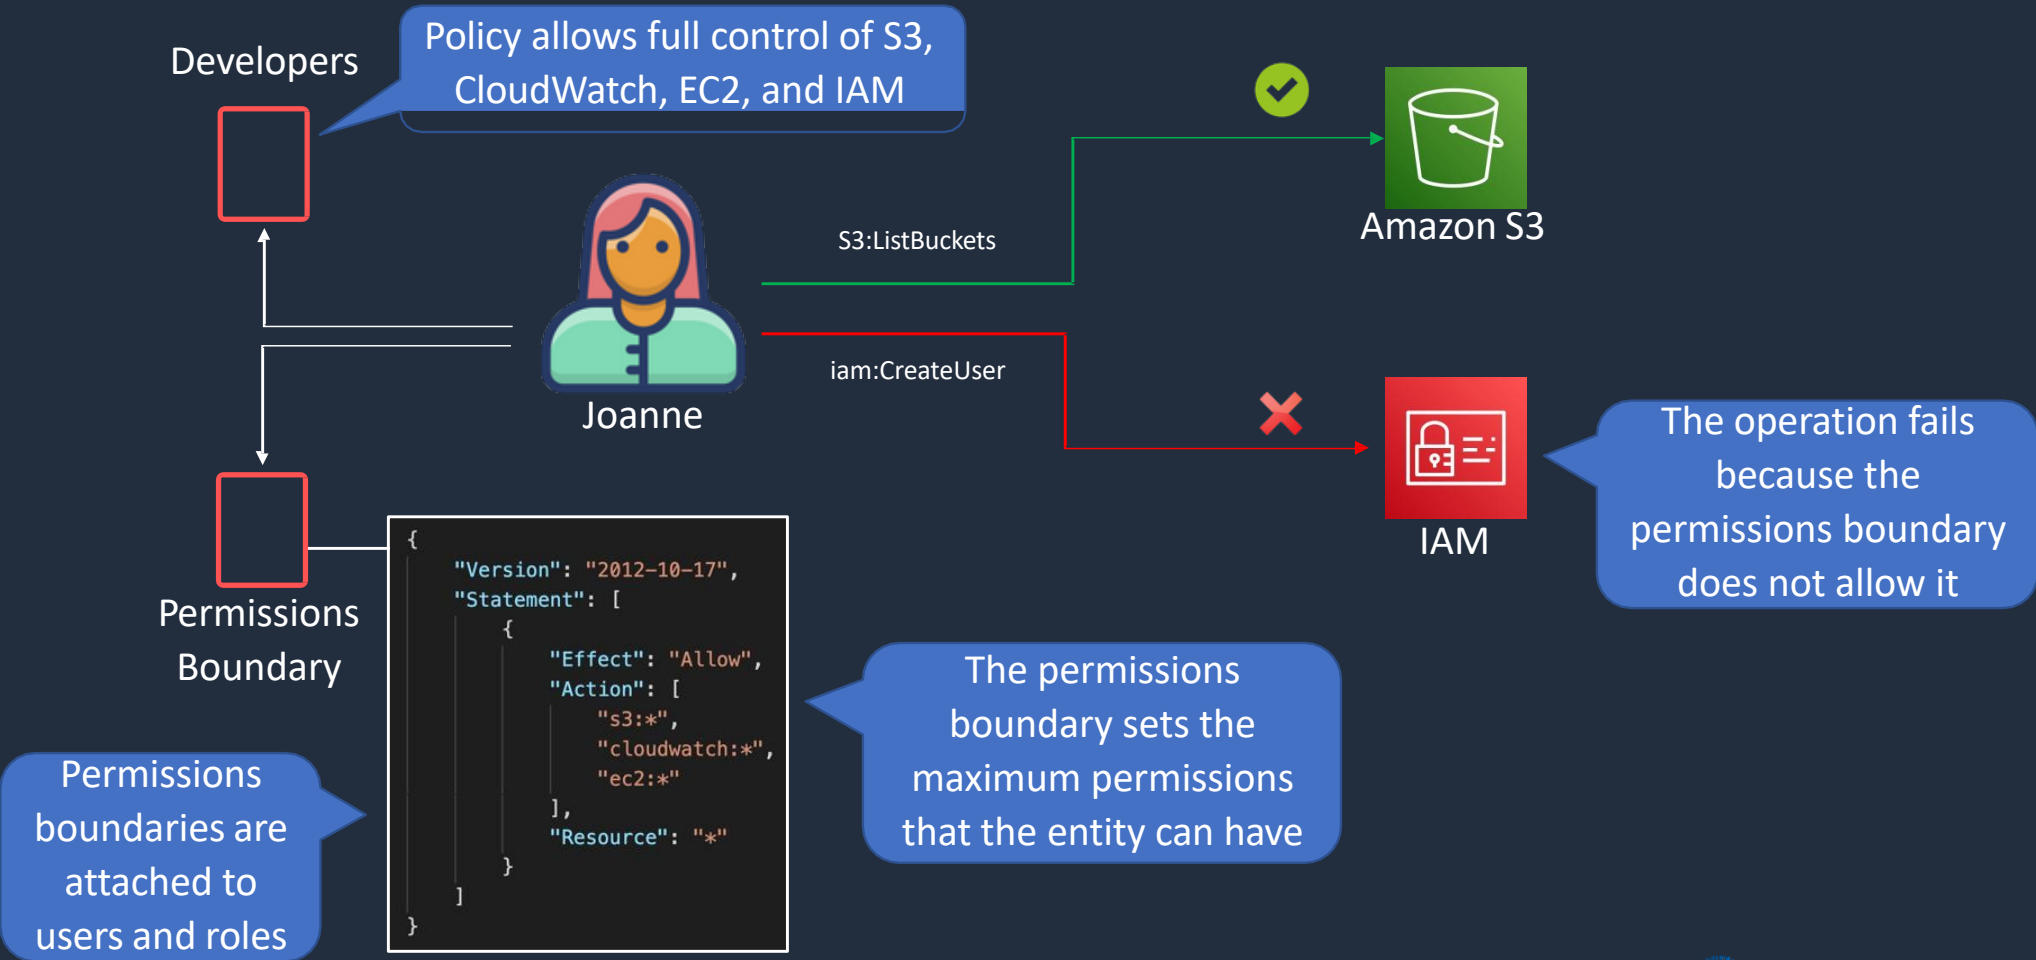 Developers
Policy allows full control of S3,
CloudWatch, EC2, and IAM
S3:ListBuckets
Amazon S3
iam:CreateUser
Joanne
IAM
The operation fails
because the
permissions boundary
does not allow it
Permissions
Boundary
{
"Version": "2012-10-17",
"Statement": [
{
"Effect": "Allow",
"Action": [
"s3:*",
"cloudwatch:*",
"ec2:*"
],
"Resource": "*"
}
]
}
The permissions
boundary sets the
maximum permissions
that the entity can have
Permissions
boundaries are
attached to
users and roles